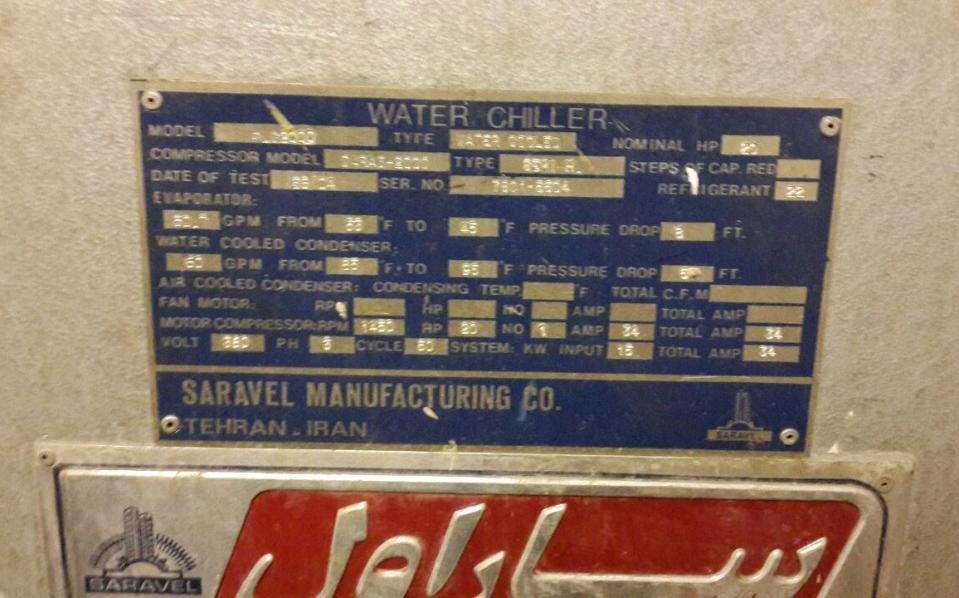 WATER CHILLER
MODEL TYPE WATER COOLED NOMINAL HP 20
COMPRESSOR MODEL TYPE STEPS OF CAP. RED
DATE OF TEST SER. NO. 7601-6604 REFRIGERANT 22
EVAPORATOR:
GPM FROM °F TO 45 °F PRESSURE DROP FT.
WATER COOLED CONDENSER:
60 GPM FROM 85 °F TO 95 °F PRESSURE DROP FT.
AIR COOLED CONDENSER: CONDENSING TEMP °F TOTAL C.F.M
FAN MOTOR: RPM HP NO AMP TOTAL AMP
MOTOR COMPRESSOR: RPM 1450 HP 20 NO 1 AMP 34 TOTAL AMP 34
VOLT 380 PH 3 CYCLE 50 SYSTEM: KW INPUT TOTAL AMP 34
SARAVEL MANUFACTURING CO.
TEHRAN - IRAN
SARAVEL
SARAVEL
ساراول